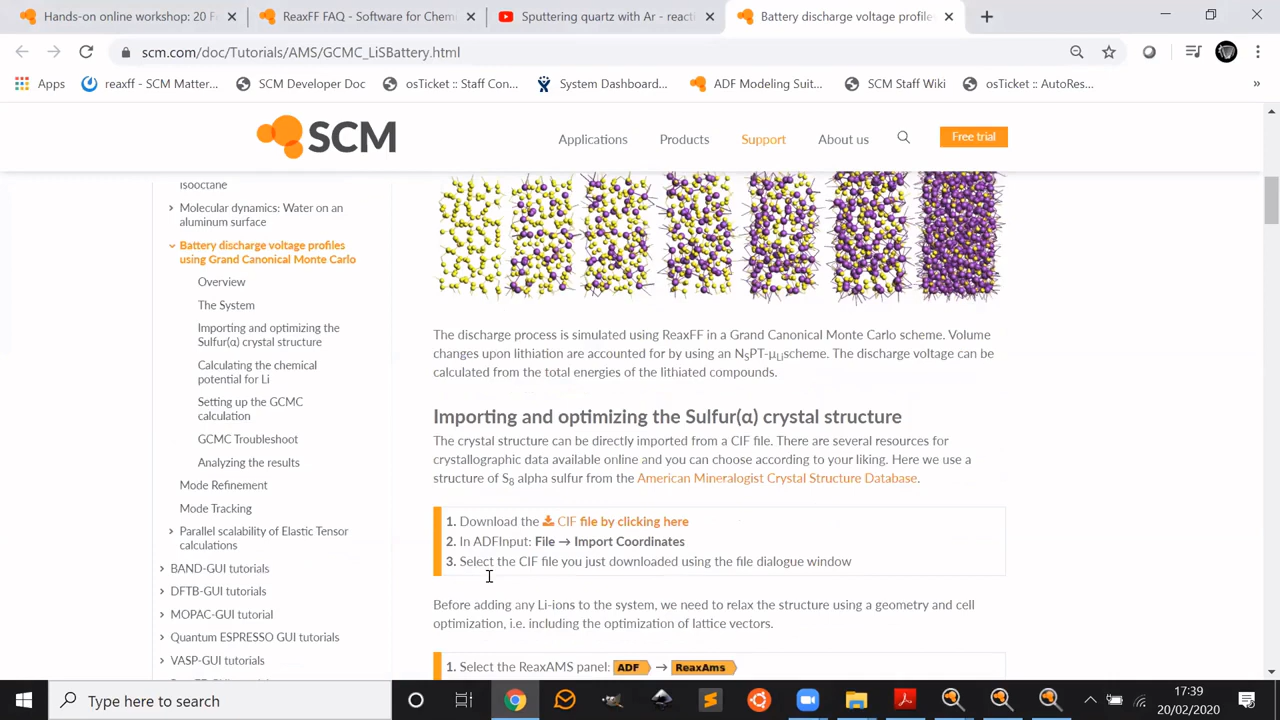 Hands-on online workshop: 20 F
ReaxFF FAQ - Software for Chemi
Sputtering quartz with Ar - reacti
Battery discharge voltage profile
scm.com/doc/Tutorials/AMS/GCMC_LiSBattery.html
Apps
reaxff - SCM Matter...
SCM Developer Doc
osTicket :: Staff Con...
System Dashboard...
ADF Modeling Suit...
SCM Staff Wiki
osTicket :: AutoRes...
»
SCM
Applications
Products
Support
About us
Free trial
isooctane
Molecular dynamics: Water on an
aluminum surface
Battery discharge voltage profiles
using Grand Canonical Monte Carlo
Overview
The System
Importing and optimizing the
Sulfur(α) crystal structure
Calculating the chemical
potential for Li
Setting up the GCMC
calculation
GCMC Troubleshoot
Analyzing the results
Mode Refinement
Mode Tracking
Parallel scalability of Elastic Tensor
calculations
BAND-GUI tutorials
DFTB-GUI tutorials
MOPAC-GUI tutorial
Quantum ESPRESSO GUI tutorials
VASP-GUI tutorials
The discharge process is simulated using ReaxFF in a Grand Canonical Monte Carlo scheme. Volume
changes upon lithiation are accounted for by using an NSPT-μLi scheme. The discharge voltage can be
calculated from the total energies of the lithiated compounds.
Importing and optimizing the Sulfur(α) crystal structure
The crystal structure can be directly imported from a CIF file. There are several resources for
crystallographic data available online and you can choose according to your liking. Here we use a
structure of S8 alpha sulfur from the American Mineralogist Crystal Structure Database.
1. Download the CIF file by clicking here
2. In ADFInput: File → Import Coordinates
3. Select the CIF file you just downloaded using the file dialogue window
Before adding any Li-ions to the system, we need to relax the structure using a geometry and cell
optimization, i.e. including the optimization of lattice vectors.
1. Select the ReaxAMS panel: ADF → ReaxAms
Type here to search
17:39
20/02/2020